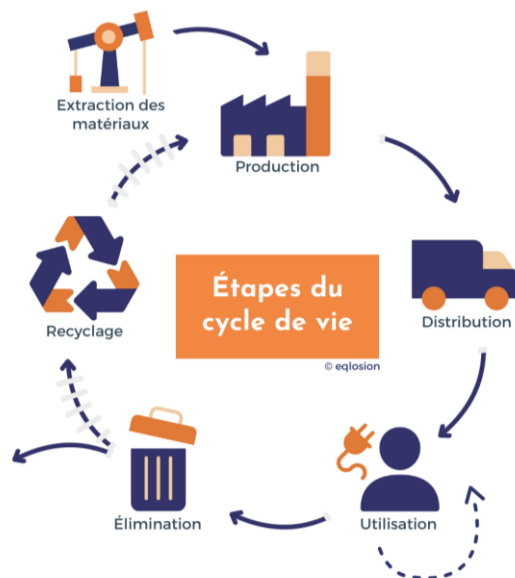 Extraction des
matériaux
Production
Étapes du
cycle de vie
© eqlosion
Recyclage
Distribution
Élimination
Utilisation